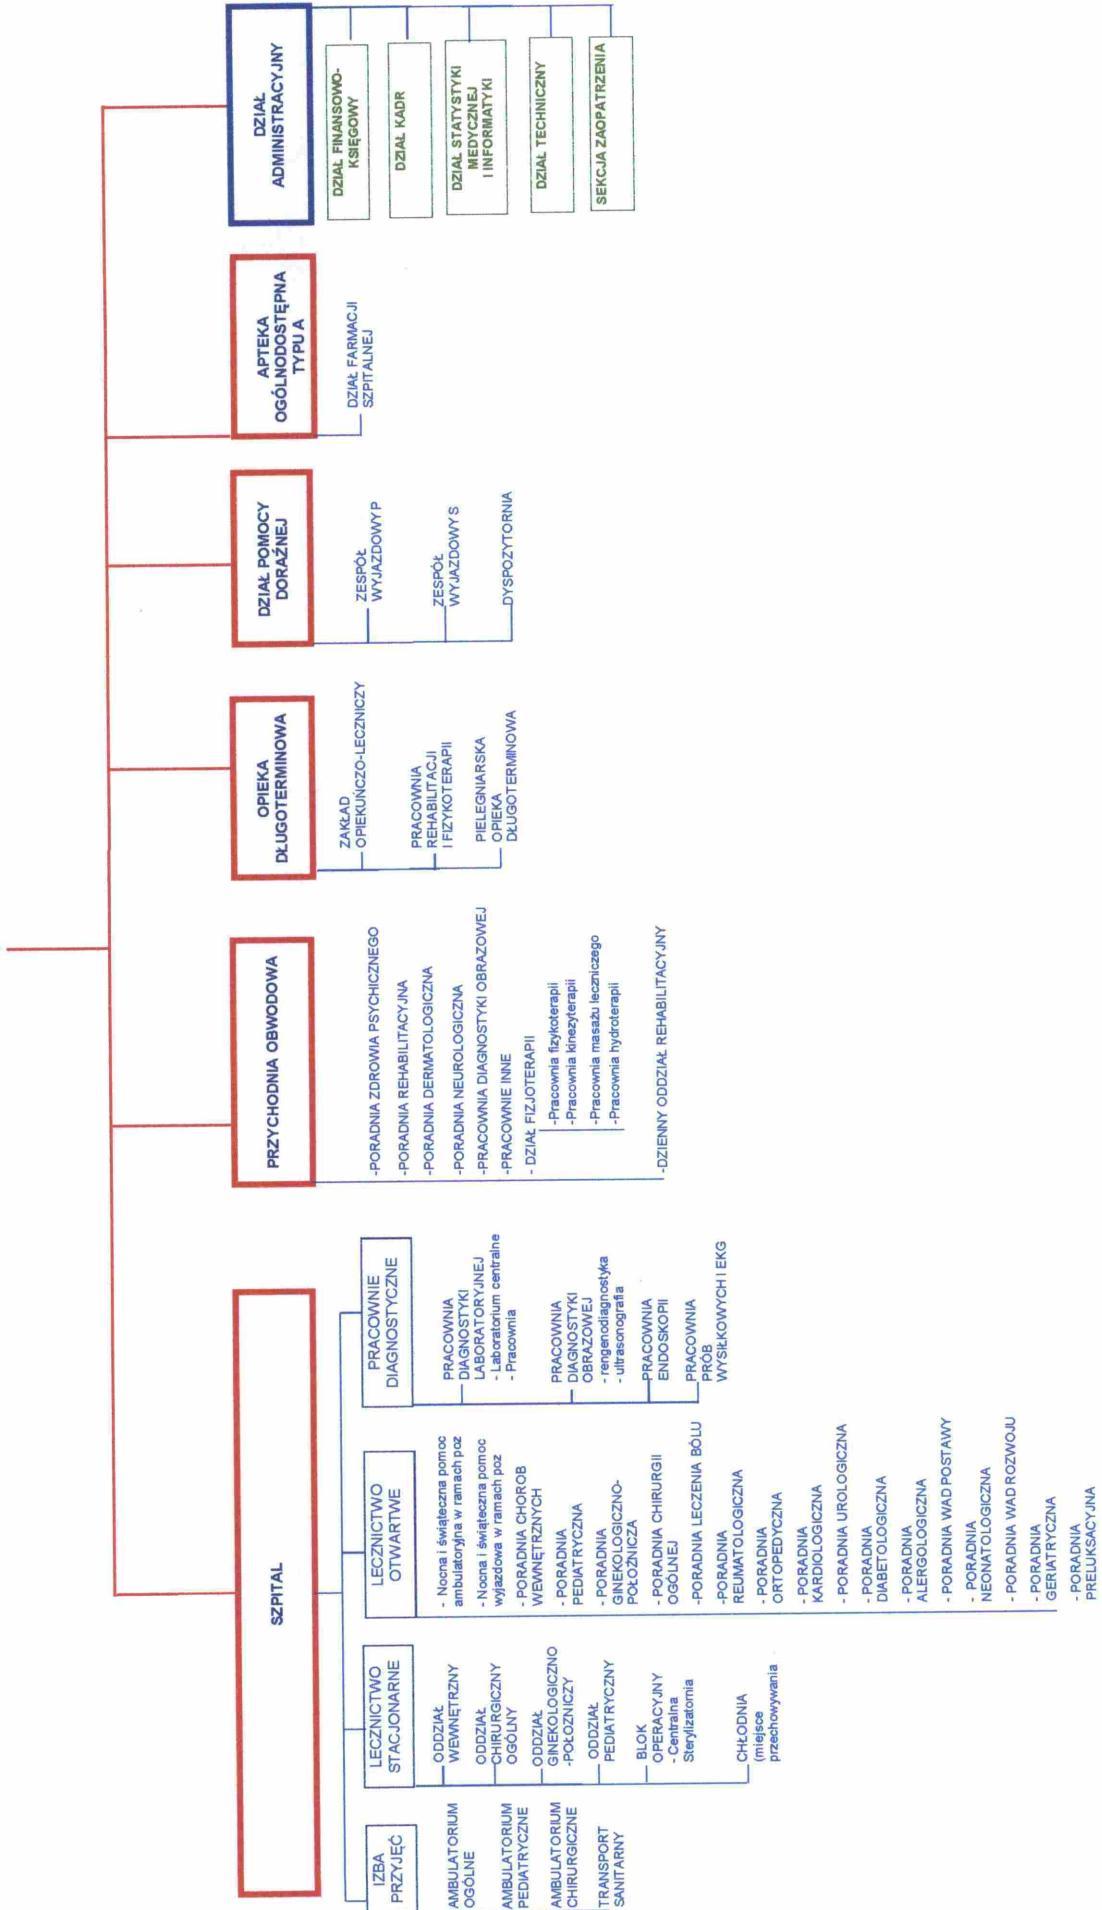 SZPITAL
IZBA
PRZYJĘĆ
AMBULATORIUM
OGÓLNE
AMBULATORIUM
PEDIATRYCZNE
AMBULATORIUM
CHIRURGICZNE
TRANSPORT
SANITARNY
LECZNICTWO
STACJONARNE
ODDZIAŁ
WEWNĘTRZNY
ODDZIAŁ
CHIRURGICZNY
OGÓLNY
ODDZIAŁ
GINEKOLOGICZNO
-POŁOŻNICZY
ODDZIAŁ
PEDIATRYCZNY
BLOK
OPERACYJNY
- Centralna
Sterylizatornia
CHŁODNIA
(miejsce
przechowywania
LECZNICTWO
OTWARTWE
- Nocna i świąteczna pomoc
ambulatoryjna w ramach poz
- Nocna i świąteczna pomoc
wyjazdowa w ramach poz
- PORADNIA CHOROB
WEWNĘTRZNYCH
- PORADNIA
PEDIATRYCZNA
- PORADNIA
GINEKOLOGICZNO-
POŁOŻNICZA
- PORADNIA CHIRURGII
OGÓLNEJ
-PORADNIA LECZENIA BÓLU
-PORADNIA
REUMATOLOGICZNA
- PORADNIA
ORTOPEDYCZNA
- PORADNIA
KARDIOLOGICZNA
- PORADNIA UROLOGICZNA
- PORADNIA
DIABETOLOGICZNA
- PORADNIA
ALERGOLOGICZNA
- PORADNIA WAD POSTAWY
- PORADNIA
NEONATOLOGICZNA
- PORADNIA WAD ROZWOJU
- PORADNIA
GERIATRYCZNA
- PORADNIA
PRELUKSACYJNA
PRACOWNIE
DIAGNOSTYCZNE
PRACOWNIA
DIAGNOSTYKI
LABORATORYJNEJ
- Laboratorium centralne
- Pracownia
PRACOWNIA
DIAGNOSTYKI
OBRAZOWEJ
- rengenodiagnostyka
- ultrasonografia
PRACOWNIA
ENDOSKOPII
PRACOWNIA
PRÓB
WYSIŁKOWYCH I EKG
PRZYCHODNIA OBWODOWA
-PORADNIA ZDROWIA PSYCHICZNEGO
-PORADNIA REHABILITACYJNA
-PORADNIA DERMATOLOGICZNA
-PORADNIA NEUROLOGICZNA
-PRACOWNIA DIAGNOSTYKI OBRAZOWEJ
-PRACOWNIE INNE
- DZIAŁ FIZJOTERAPII
-Pracownia fizykoterapii
-Pracownia kinezyterapii
-Pracownia masażu leczniczego
-Pracownia hydroterapii
-DZIENNY ODDZIAŁ REHABILITACYJNY
OPIEKA
DŁUGOTERMINOWA
ZAKŁAD
OPIEKUŃCZO-LECZNICZY
PRACOWNIA
REHABILITACJI
I FIZYKOTERAPII
PIELEGNIARSKA
OPIEKA
DŁUGOTERMINOWA
DZIAŁ POMOCY
DORAŹNEJ
ZESPÓŁ
WYJAZDOWY P
ZESPÓŁ
WYJAZDOWY S
DYSPOZYTORNIA
APTEKA
OGÓLNODOSTĘPNA
TYPU A
DZIAŁ FARMACJI
SZPITALNEJ
DZIAŁ
ADMINISTRACYJNY
DZIAŁ FINANSOWO-
KSIĘGOWY
DZIAŁ KADR
DZIAŁ STATYSTYKI
MEDYCZNEJ
I INFORMATYKI
DZIAŁ TECHNICZNY
SEKCJA ZAOPATRZENIA